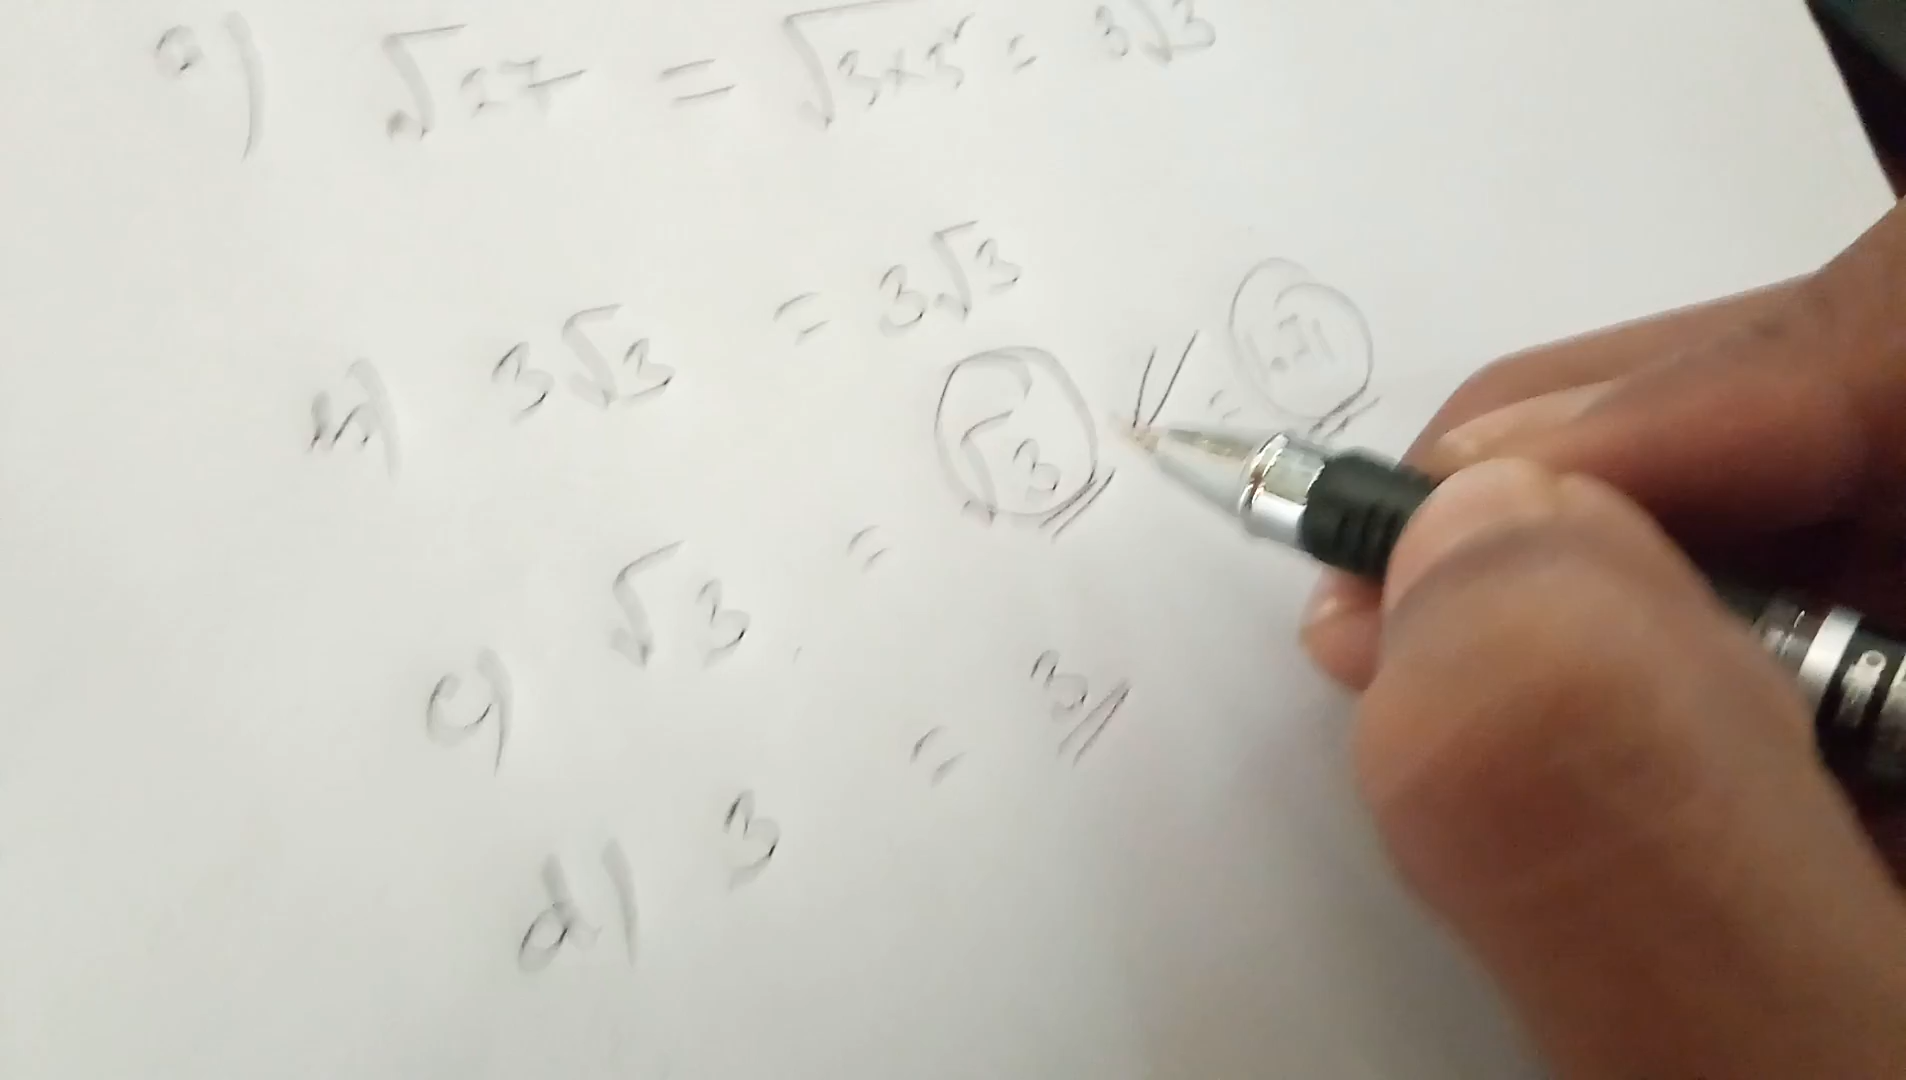 a) √27 = √3×3² = 3√3
b) 3√3 = 3√3
c) √3 = √3 =
d) 3 = 3